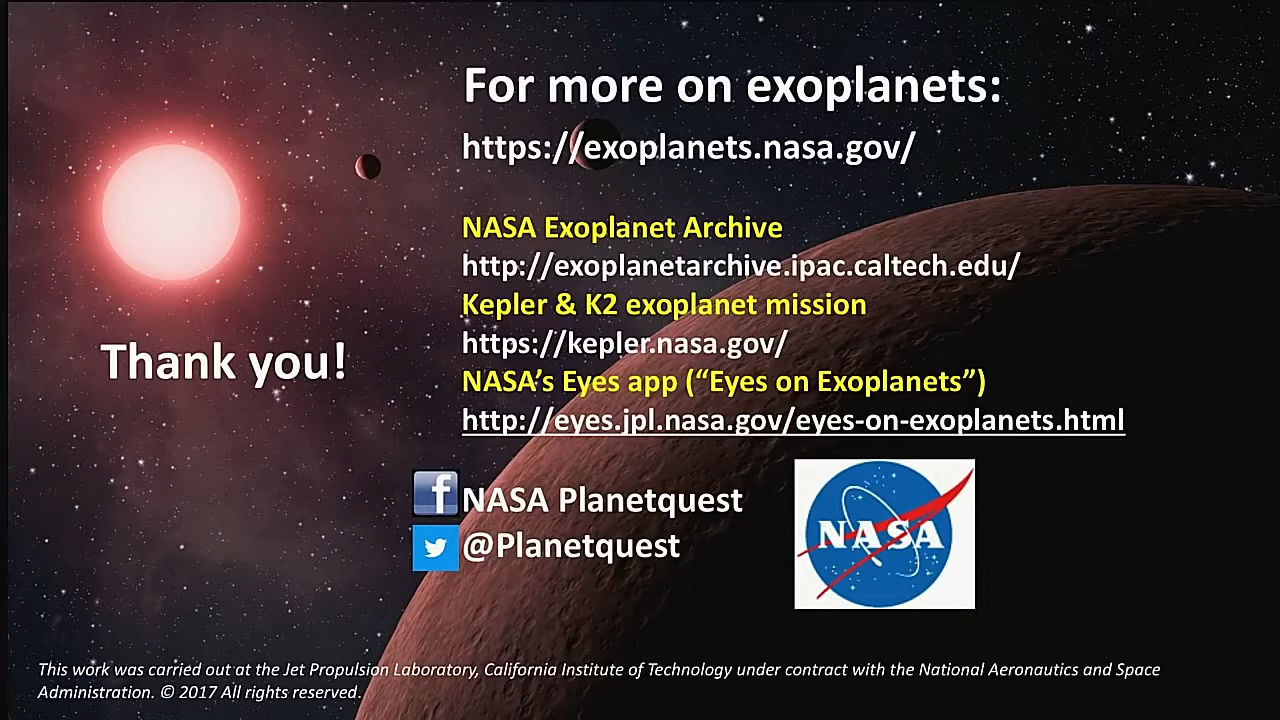 For more on exoplanets:
https://exoplanets.nasa.gov/
NASA Exoplanet Archive
http://exoplanetarchive.ipac.caltech.edu/
Kepler & K2 exoplanet mission
https://kepler.nasa.gov/
Thank you!
NASA’s Eyes app (“Eyes on Exoplanets”)
http://eyes.jpl.nasa.gov/eyes-on-exoplanets.html
f NASA Planetquest
@Planetquest
NASA
This work was carried out at the Jet Propulsion Laboratory, California Institute of Technology under contract with the National Aeronautics and Space
Administration. © 2017 All rights reserved.